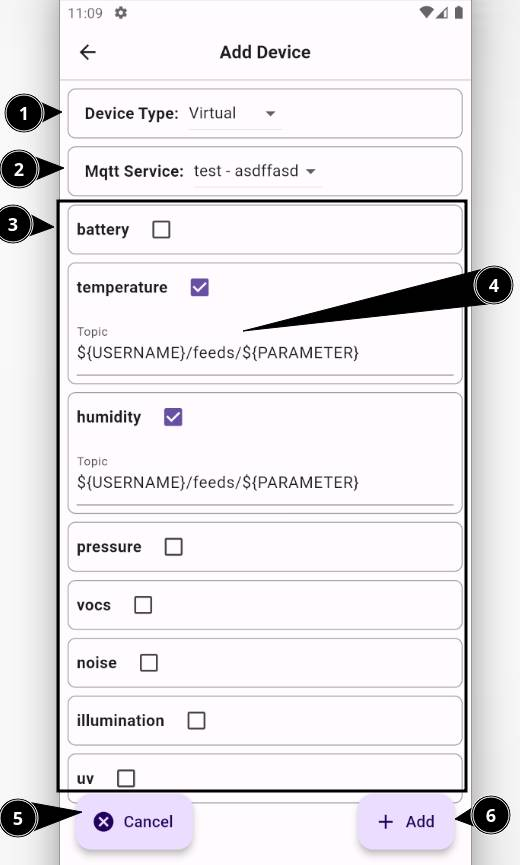 11:09
Add Device
1
Device Type: Virtual
2
Mqtt Service: test - asdffasd
3
battery
temperature
4
Topic
${USERNAME}/feeds/${PARAMETER}
humidity
Topic
${USERNAME}/feeds/${PARAMETER}
pressure
vocs
noise
illumination
uv
5
Cancel
Add
6